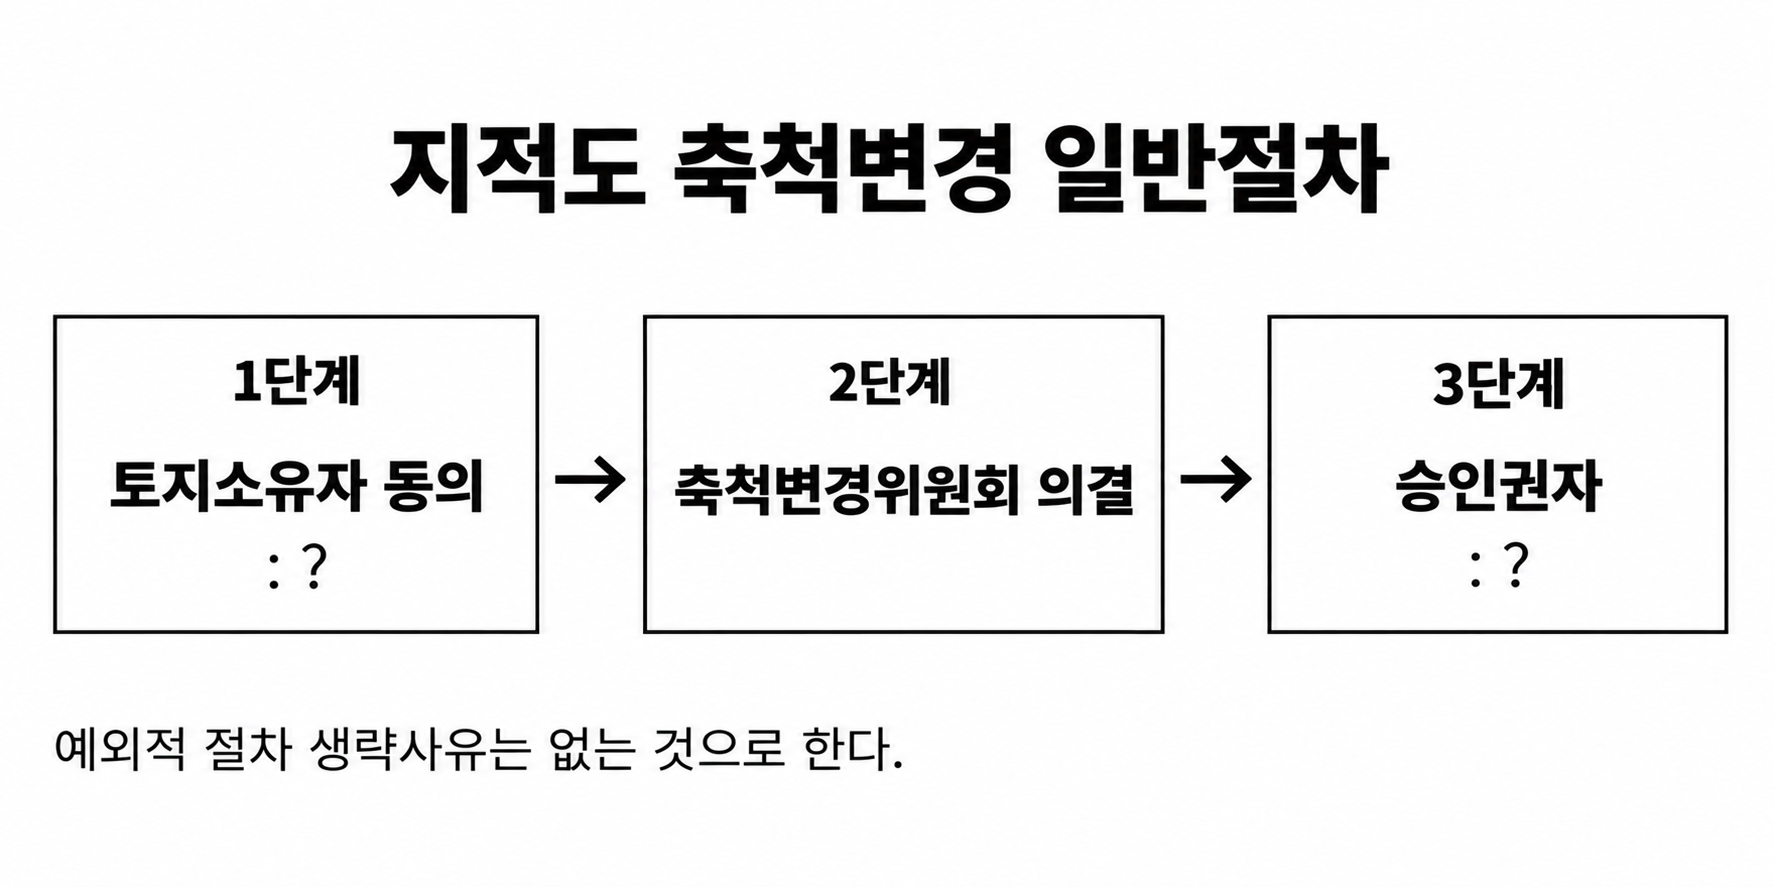 지적도 축척변경 일반절차
1단계
토지소유자 동의
: ?
→
2단계
축척변경위원회 의결
→
3단계
승인권자
: ?
예외적 절차 생략사유는 없는 것으로 한다.